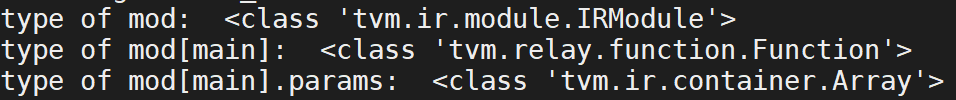 type of mod:  <class 'tvm.ir.module.IRModule'>
type of mod[main]:  <class 'tvm.relay.function.Function'>
type of mod[main].params:  <class 'tvm.ir.container.Array'>